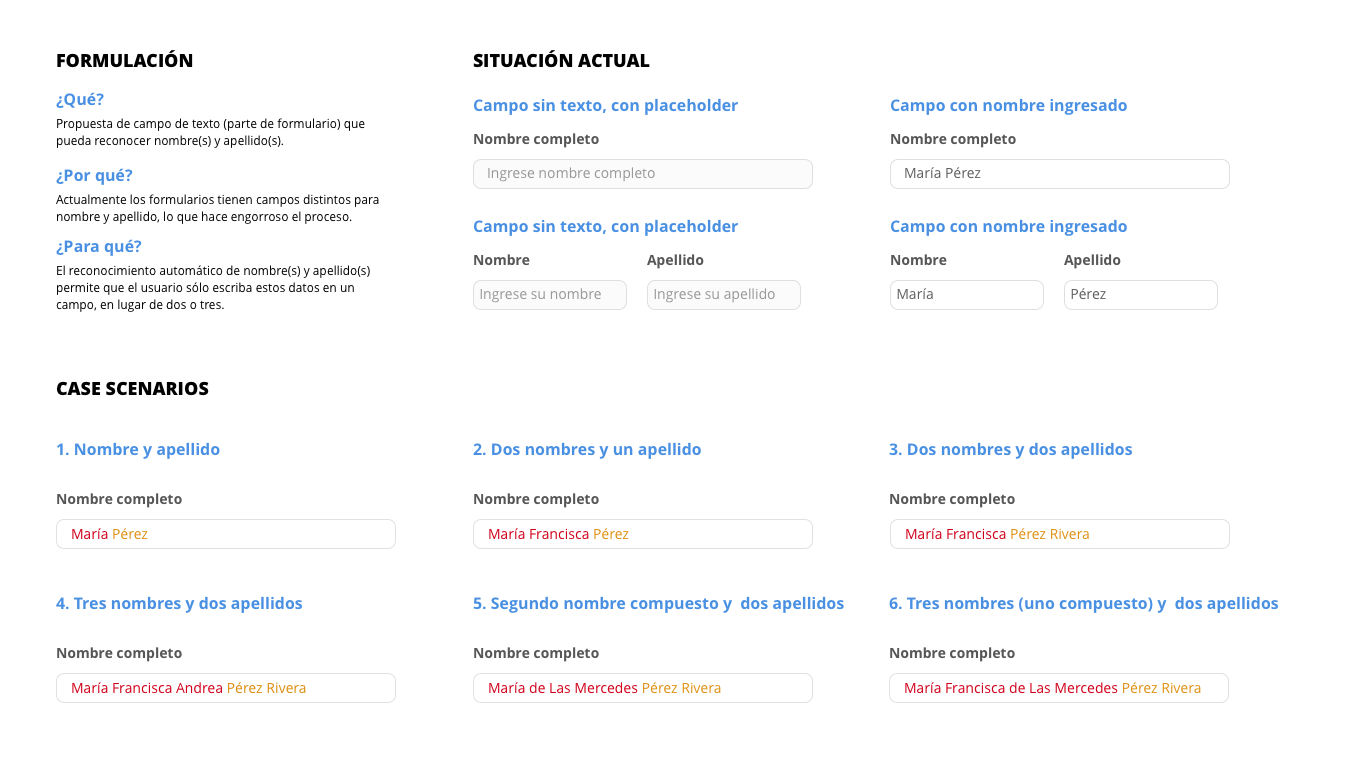 FORMULACIÓN
¿Qué?
Propuesta de campo de texto (parte de formulario) que
pueda reconocer nombre(s) y apellido(s).
¿Por qué?
Actualmente los formularios tienen campos distintos para
nombre y apellido, lo que hace engorroso el proceso.
¿Para qué?
El reconocimiento automático de nombre(s) y apellido(s)
permite que el usuario sólo escriba estos datos en un
campo, en lugar de dos o tres.
SITUACIÓN ACTUAL
Campo sin texto, con placeholder
Nombre completo
Ingrese nombre completo
Campo con nombre ingresado
Nombre completo
María Pérez
Campo sin texto, con placeholder
Nombre Apellido
Ingrese su nombre Ingrese su apellido
Campo con nombre ingresado
Nombre Apellido
María Pérez
CASE SCENARIOS
1. Nombre y apellido
Nombre completo
María Pérez
2. Dos nombres y un apellido
Nombre completo
María Francisca Pérez
3. Dos nombres y dos apellidos
Nombre completo
María Francisca Pérez Rivera
4. Tres nombres y dos apellidos
Nombre completo
María Francisca Andrea Pérez Rivera
5. Segundo nombre compuesto y  dos apellidos
Nombre completo
María de Las Mercedes Pérez Rivera
6. Tres nombres (uno compuesto) y  dos apellidos
Nombre completo
María Francisca de Las Mercedes Pérez Rivera